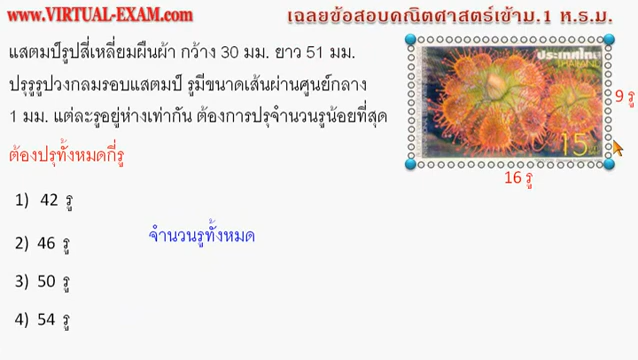 www.VIRTUAL-EXAM.com
เฉลยข้อสอบคณิตศาสตร์เข้าม.1 ห.ธ.ม.
แสตมป์รูปสี่เหลี่ยมผืนผ้า กว้าง 30 มม. ยาว 51 มม.
ปรุรูรูปวงกลมรอบแสตมป์ รูมีขนาดเส้นผ่านศูนย์กลาง
1 มม. แต่ละรูอยู่ห่างเท่ากัน ต้องการปรุจำนวนรูน้อยที่สุด
ต้องปรุทั้งหมดกี่รู
ประเทศไทย
THAILAND
15
9 รู
16 รู
1) 42 รู
2) 46 รู
จำนวนรูทั้งหมด
3) 50 รู
4) 54 รู